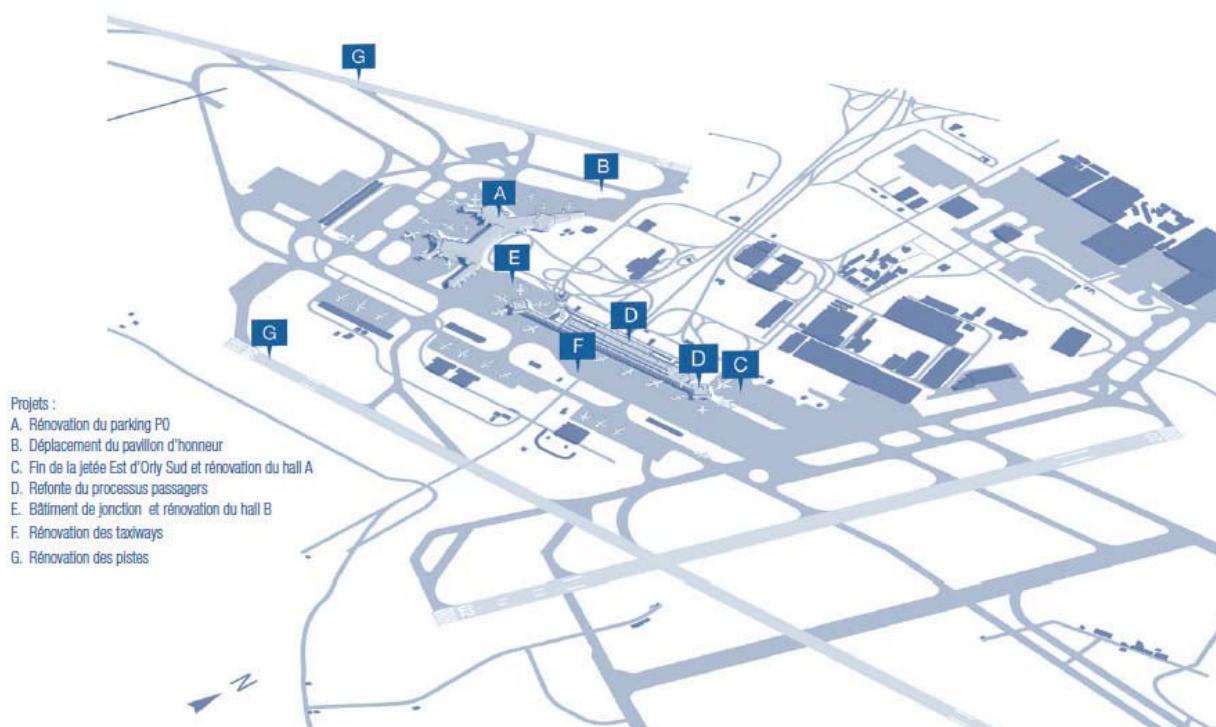 G
B
A
E
D
G
F
D
C
Projets :
A. Rénovation du parking P0
B. Déplacement du pavillon d'honneur
C. Fin de la jetée Est d'Orly Sud et rénovation du hall A
D. Refonte du processus passagers
E. Bâtiment de jonction et rénovation du hall B
F. Rénovation des taxiways
G. Rénovation des pistes
N